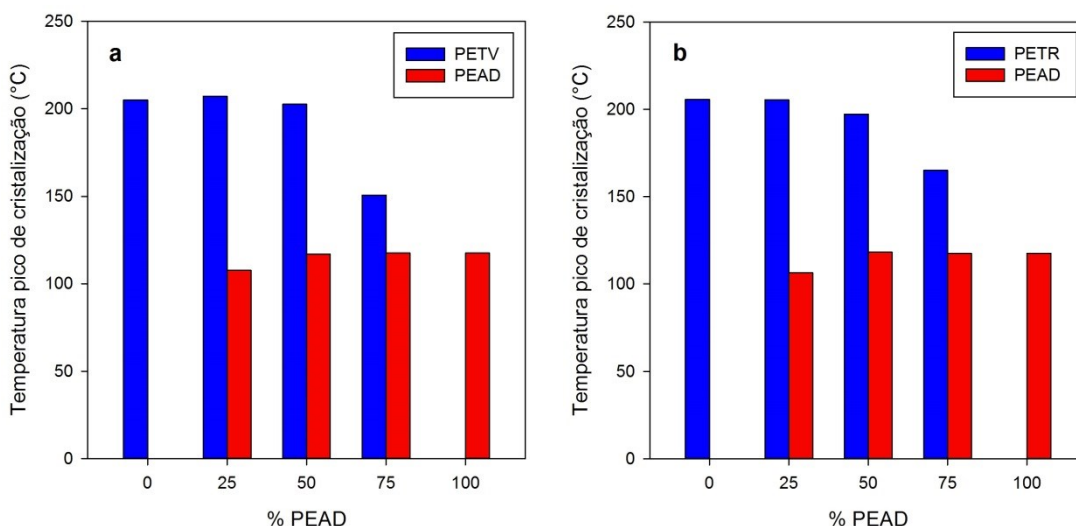 a
PETV
PEAD
Temperatura pico de cristalização (°C)
250
200
150
100
50
0
0 25 50 75 100
% PEAD
b
PETR
PEAD
Temperatura pico de cristalização (°C)
250
200
150
100
50
0
0 25 50 75 100
% PEAD